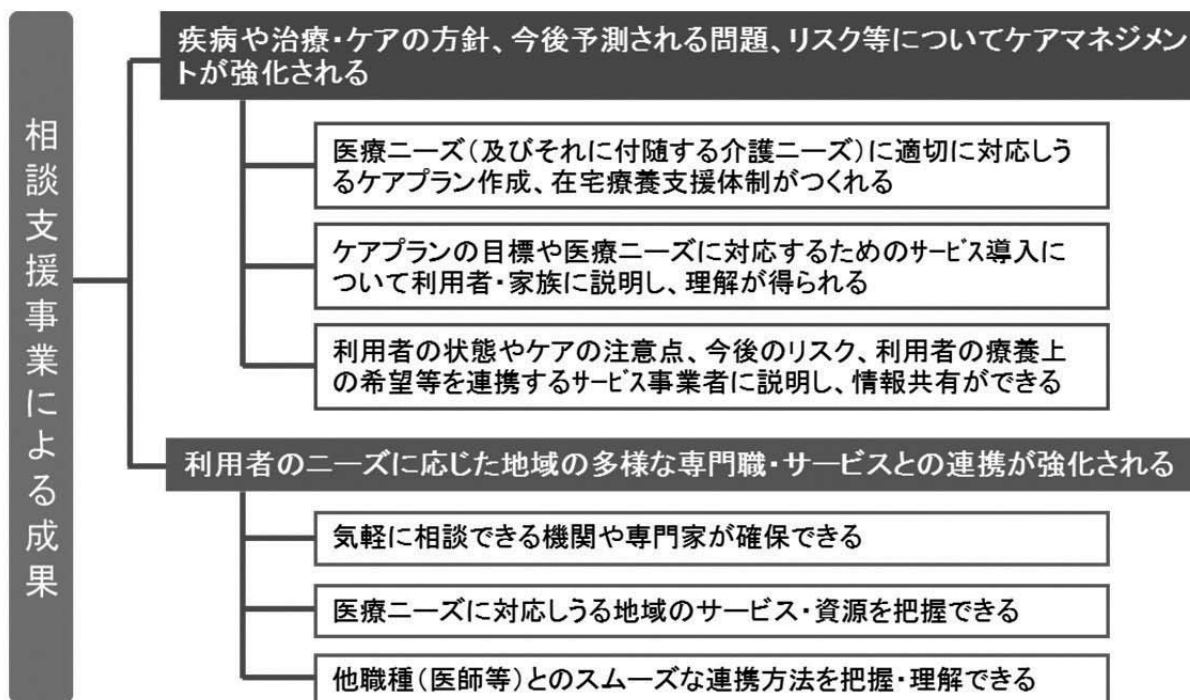 相談支援事業による成果
疾病や治療・ケアの方針、今後予測される問題、リスク等についてケアマネジメン
トが強化される
医療ニーズ（及びそれに付随する介護ニーズ）に適切に対応しう
るケアプラン作成、在宅療養支援体制がつくれる
ケアプランの目標や医療ニーズに対応するためのｻｰﾋﾞｽ導入に
ついて利用者・家族に説明し、理解が得られる
利用者の状態やケアの注意点、今後のリスク、利用者の療養上
の希望等を連携するｻｰﾋﾞｽ事業者に説明し、情報共有ができる
利用者のニーズに応じた地域の多様な専門職・サービスとの連携が強化される
気軽に相談できる機関や専門家が確保できる
医療ニーズに対応しうる地域のサービス・資源を把握できる
他職種（医師等）とのスムーズな連携方法を把握・理解できる